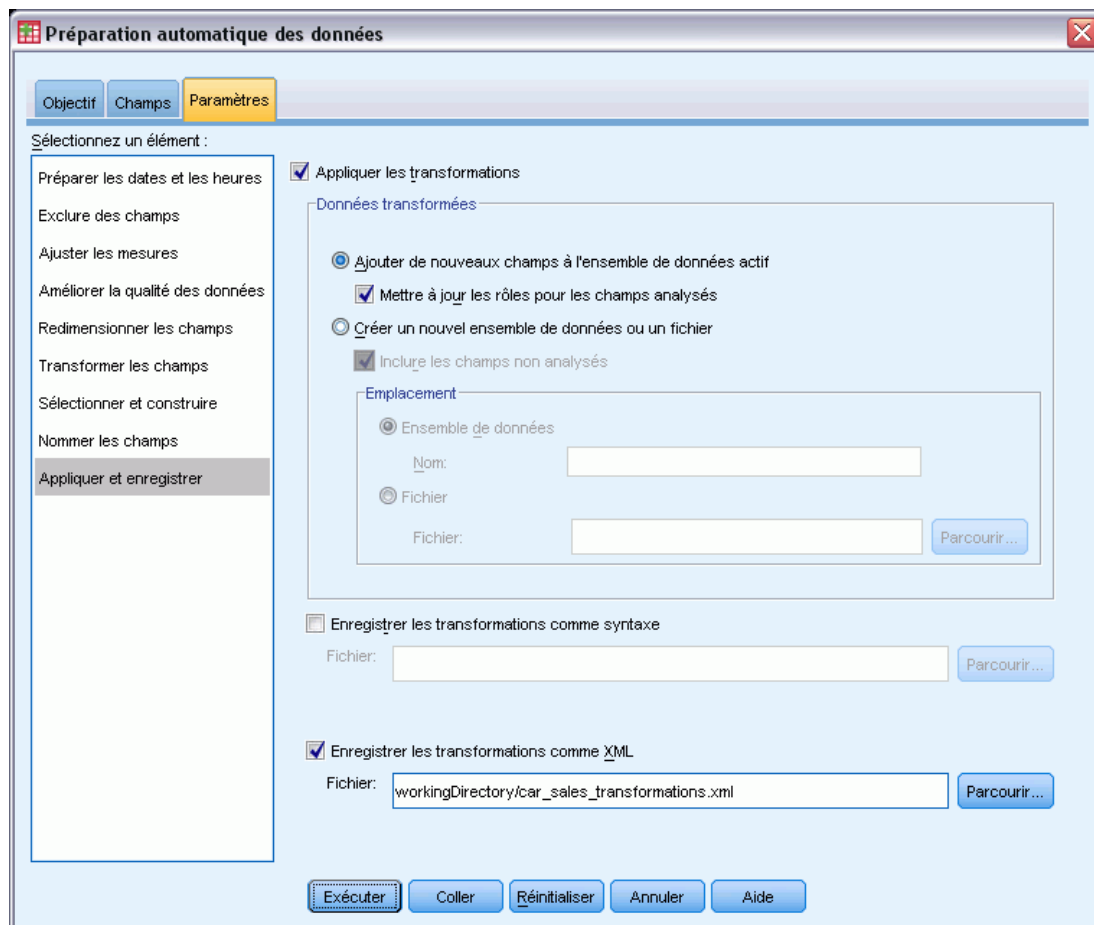 Préparation automatique des données
Objectif
Champs
Paramètres
Sélectionnez un élément :
Préparer les dates et les heures
Exclure des champs
Ajuster les mesures
Améliorer la qualité des données
Redimensionner les champs
Transformer les champs
Sélectionner et construire
Nommer les champs
Appliquer et enregistrer
Appliquer les transformations
Données transformées
Ajouter de nouveaux champs à l'ensemble de données actif
Mettre à jour les rôles pour les champs analysés
Créer un nouvel ensemble de données ou un fichier
Inclure les champs non analysés
Emplacement
Ensemble de données
Nom:
Fichier
Fichier:
Parcourir...
Enregistrer les transformations comme syntaxe
Fichier:
Parcourir...
Enregistrer les transformations comme XML
Fichier:
workingDirectory/car_sales_transformations.xml
Parcourir...
Exécuter
Coller
Réinitialiser
Annuler
Aide